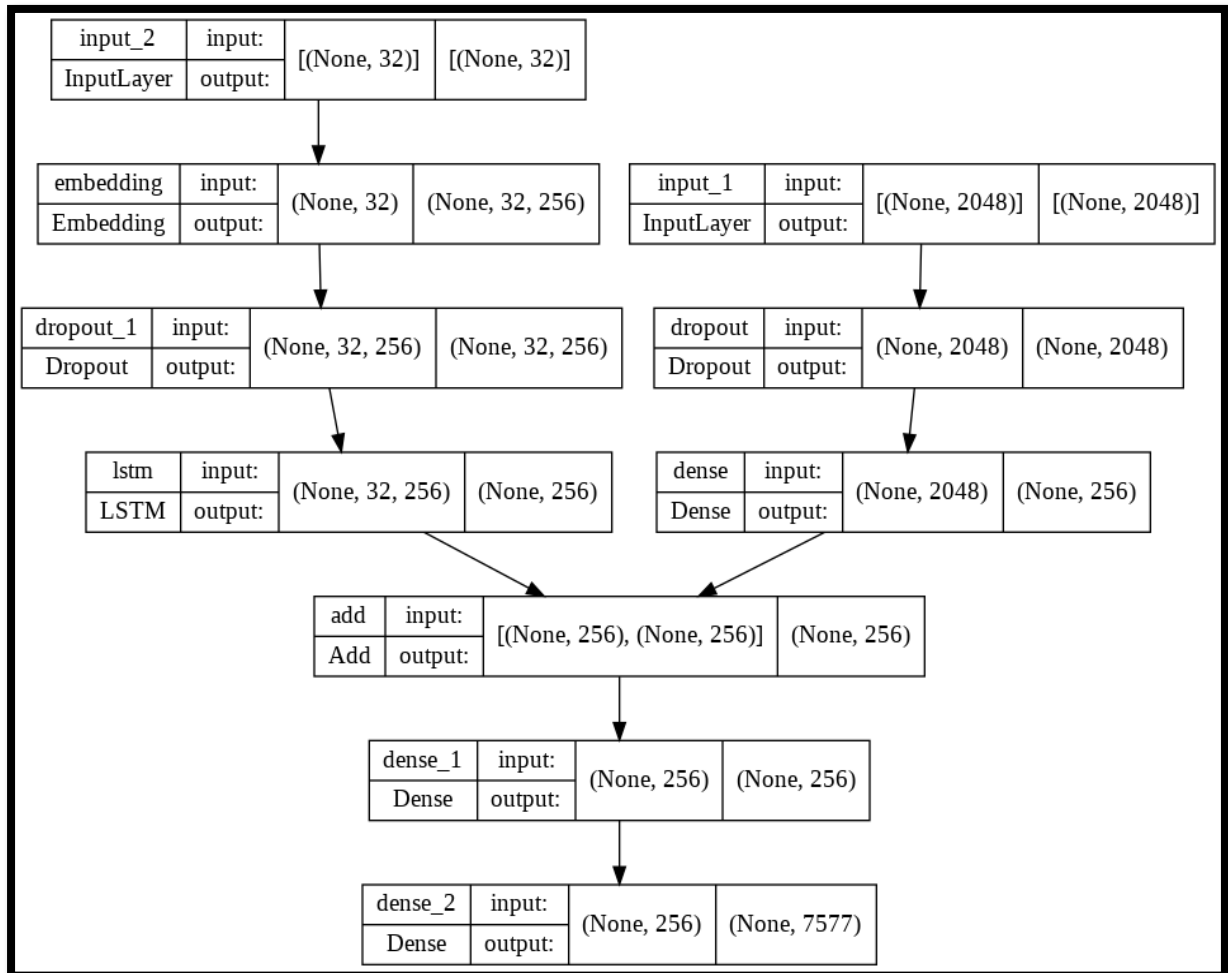 input_2 input: [(None, 32)] [(None, 32)]
InputLayer output:
embedding input: (None, 32) (None, 32, 256)
Embedding output:
input_1 input: [(None, 2048)] [(None, 2048)]
InputLayer output:
dropout_1 input: (None, 32, 256) (None, 32, 256)
Dropout output:
dropout input: (None, 2048) (None, 2048)
Dropout output:
lstm input: (None, 32, 256) (None, 256)
LSTM output:
dense input: (None, 2048) (None, 256)
Dense output:
add input: [(None, 256), (None, 256)] (None, 256)
Add output:
dense_1 input: (None, 256) (None, 256)
Dense output:
dense_2 input: (None, 256) (None, 7577)
Dense output: